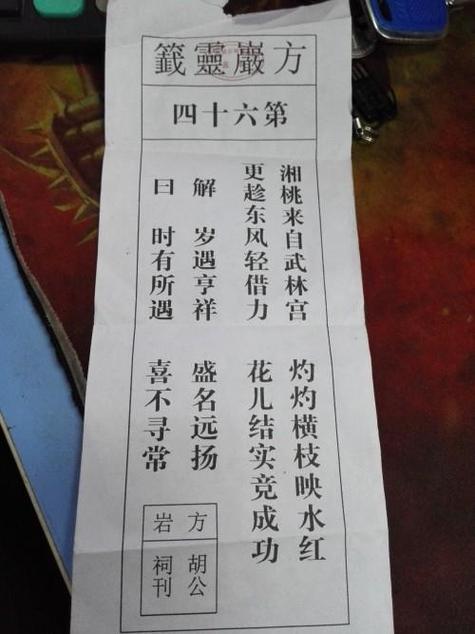 方巖靈籤
第六十四
湘桃来自武林宫 灼灼横枝映水红
更趁东风轻借力 花儿结实竞成功
解 岁遇亨祥 盛名远扬
曰 时有所遇 喜不寻常
方岩
胡公祠刊